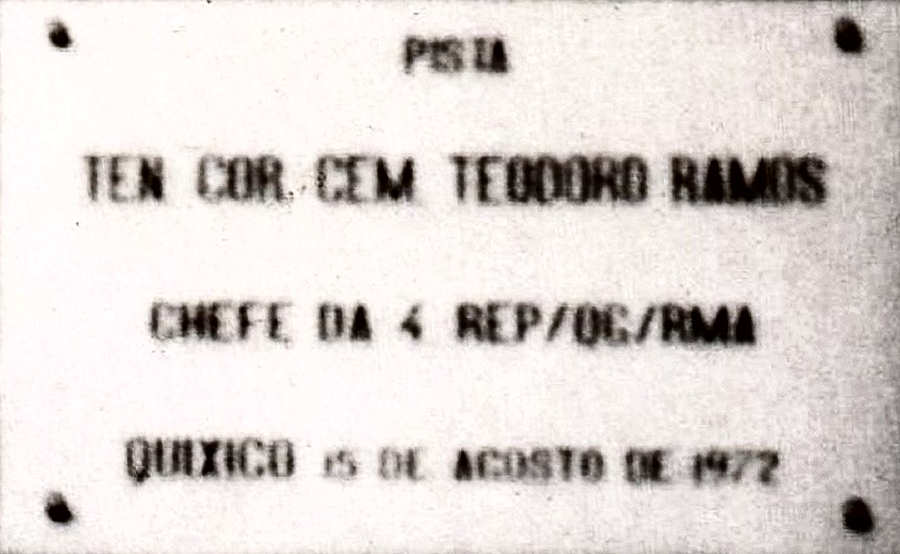 PISTA
TEN COR CEM TEODORO RAMOS
CHEFE DA 4 REP/QG/RMA
QUIXICO 15 DE AGOSTO DE 1972